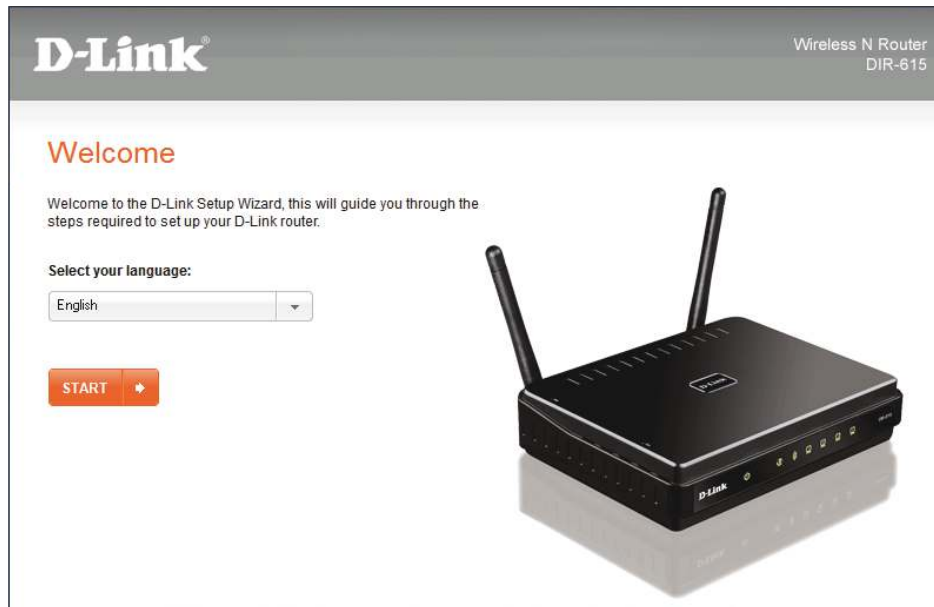 D-Link®
Wireless N Router
DIR-615
Welcome
Welcome to the D-Link Setup Wizard, this will guide you through the
steps required to set up your D-Link router.
Select your language:
English
START
D-Link
D-Link